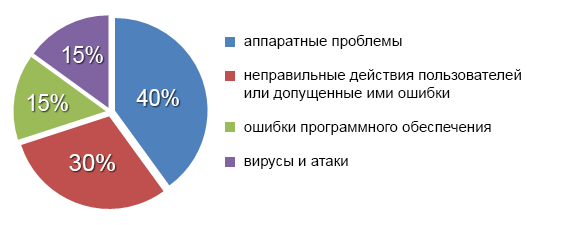 40%
30%
15%
15%
аппаратные проблемы
неправильные действия пользователей
или допущенные ими ошибки
ошибки программного обеспечения
вирусы и атаки